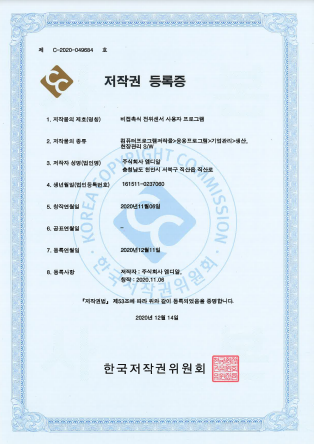 제 C-2020-049684 호
저작권 등록증
1. 저작물의 제호(명칭) 비접촉식 전위센서 사용자 프로그램
2. 저작물의 종류 컴퓨터프로그램저작물>응용프로그램>기업관리>생산,
현장관리 S/W
3. 저작자 성명(법인명) 주식회사 엠디알
충청남도 천안시 서북구 직산읍 직산로
4. 생년월일(법인등록번호) 161511-0237060
5. 창작연월일 2020년11월06일
6. 공표연월일 -
7. 등록연월일 2020년12월11일
8. 등록사항 저작자 : 주식회사 엠디알,
창작 : 2020.11.06
『저작권법』 제53조에 따라 위와 같이 등록되었음을 증명합니다.
2020년 12월 14일
한국저작권위원회
KOREA COPYRIGHT COMMISSION
한국저작권위원회